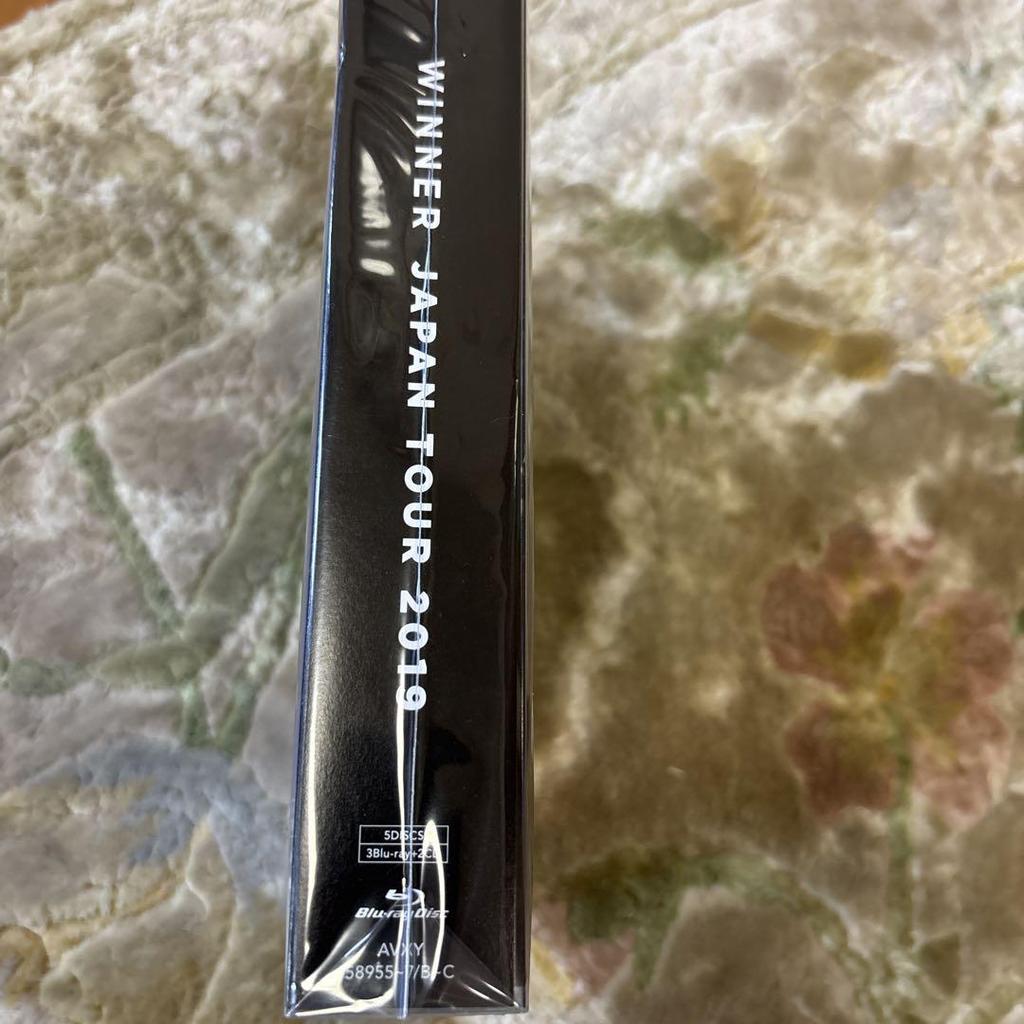 WINNER JAPAN TOUR 2019
5DISCS
3Blu-ray+2CD
Blu-ray Disc
AVXY
58955~7/B~C